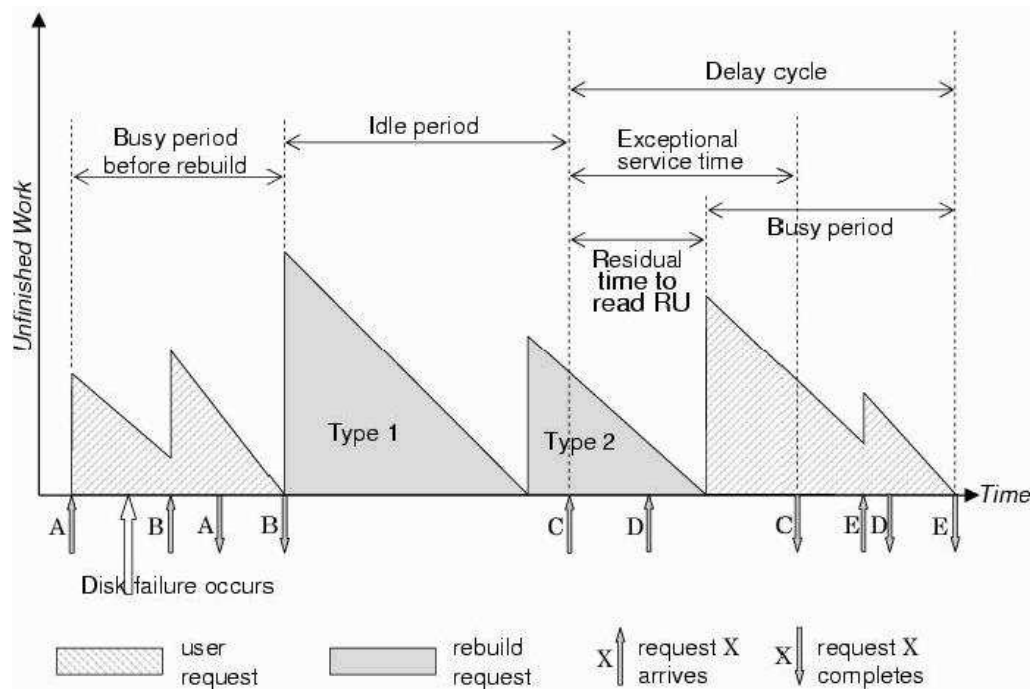 Delay cycle
Idle period
Busy period
before rebuild
Exceptional
service time
Busy period
Residual
time to
read RU
Unfinished Work
Type 1
Type 2
Time
A
B
A
B
C
D
C
E
D
E
Disk failure occurs
user
request
rebuild
request
X
request X
arrives
X
request X
completes